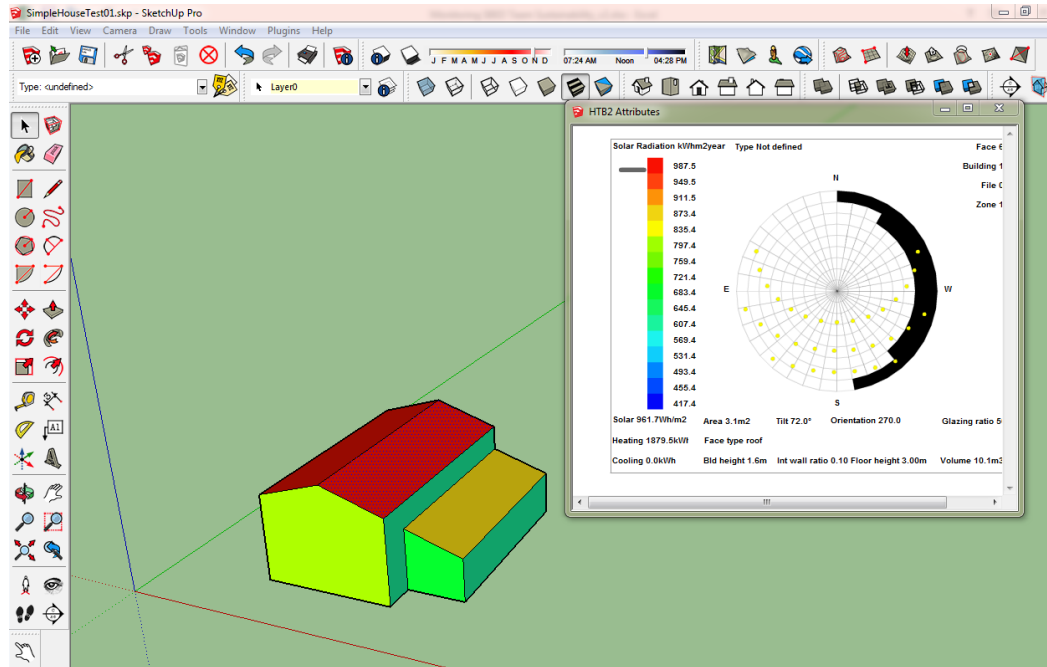 SimpleHouseTest01.skp - SketchUp Pro
File Edit View Camera Draw Tools Window Plugins Help
J F M A M J J A S O N D 07:24 AM Noon 04:28 PM
Type: <undefined> Layer0
HTB2 Attributes
Solar Radiation kWhm2year Type Not defined Face 6
987.5
Building 1
949.5
File 0
911.5
Zone 1
873.4
835.4
797.4
759.4
721.4
683.4
645.4
607.4
569.4
531.4
493.4
455.4
417.4
N
E
W
S
Solar 961.7Wh/m2 Area 3.1m2 Tilt 72.0° Orientation 270.0 Glazing ratio
Heating 1879.5kWh Face type roof
Cooling 0.0kWh Bld height 1.6m Int wall ratio 0.10 Floor height 3.00m Volume 10.1m3
A1